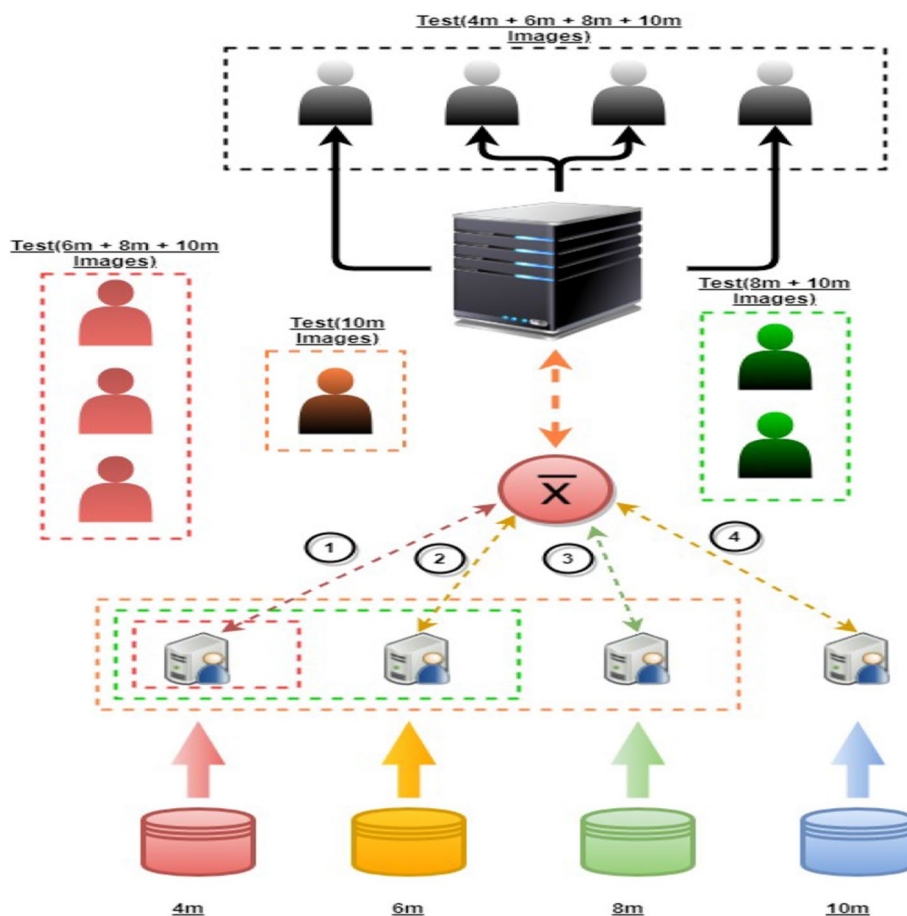 Test(4m + 6m + 8m + 10m
Images)
Test(6m + 8m + 10m
Images)
Test(10m
Images)
Test(8m + 10m
Images)
x̅
1
2
3
4
4m
6m
8m
10m